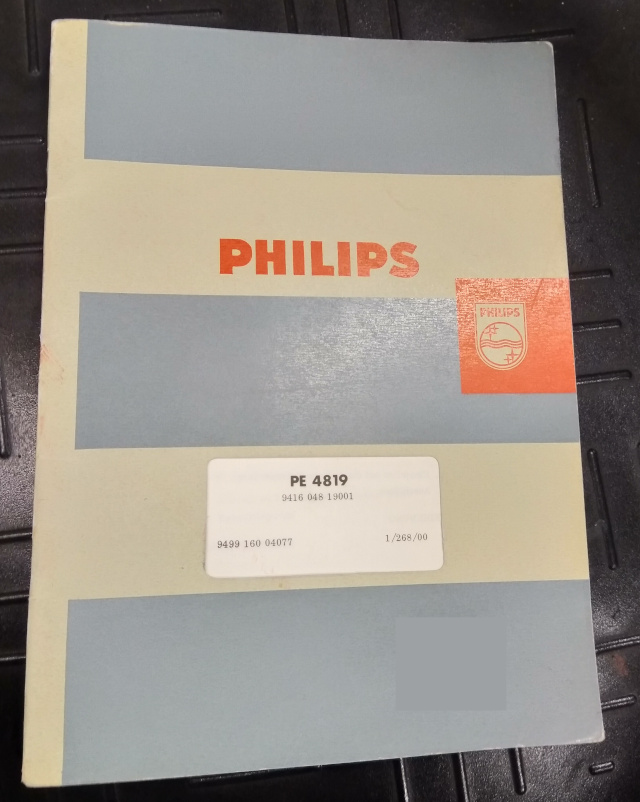 PHILIPS
PHILIPS
PE 4819
9416 048 19001
9499 160 04077 1/268/00